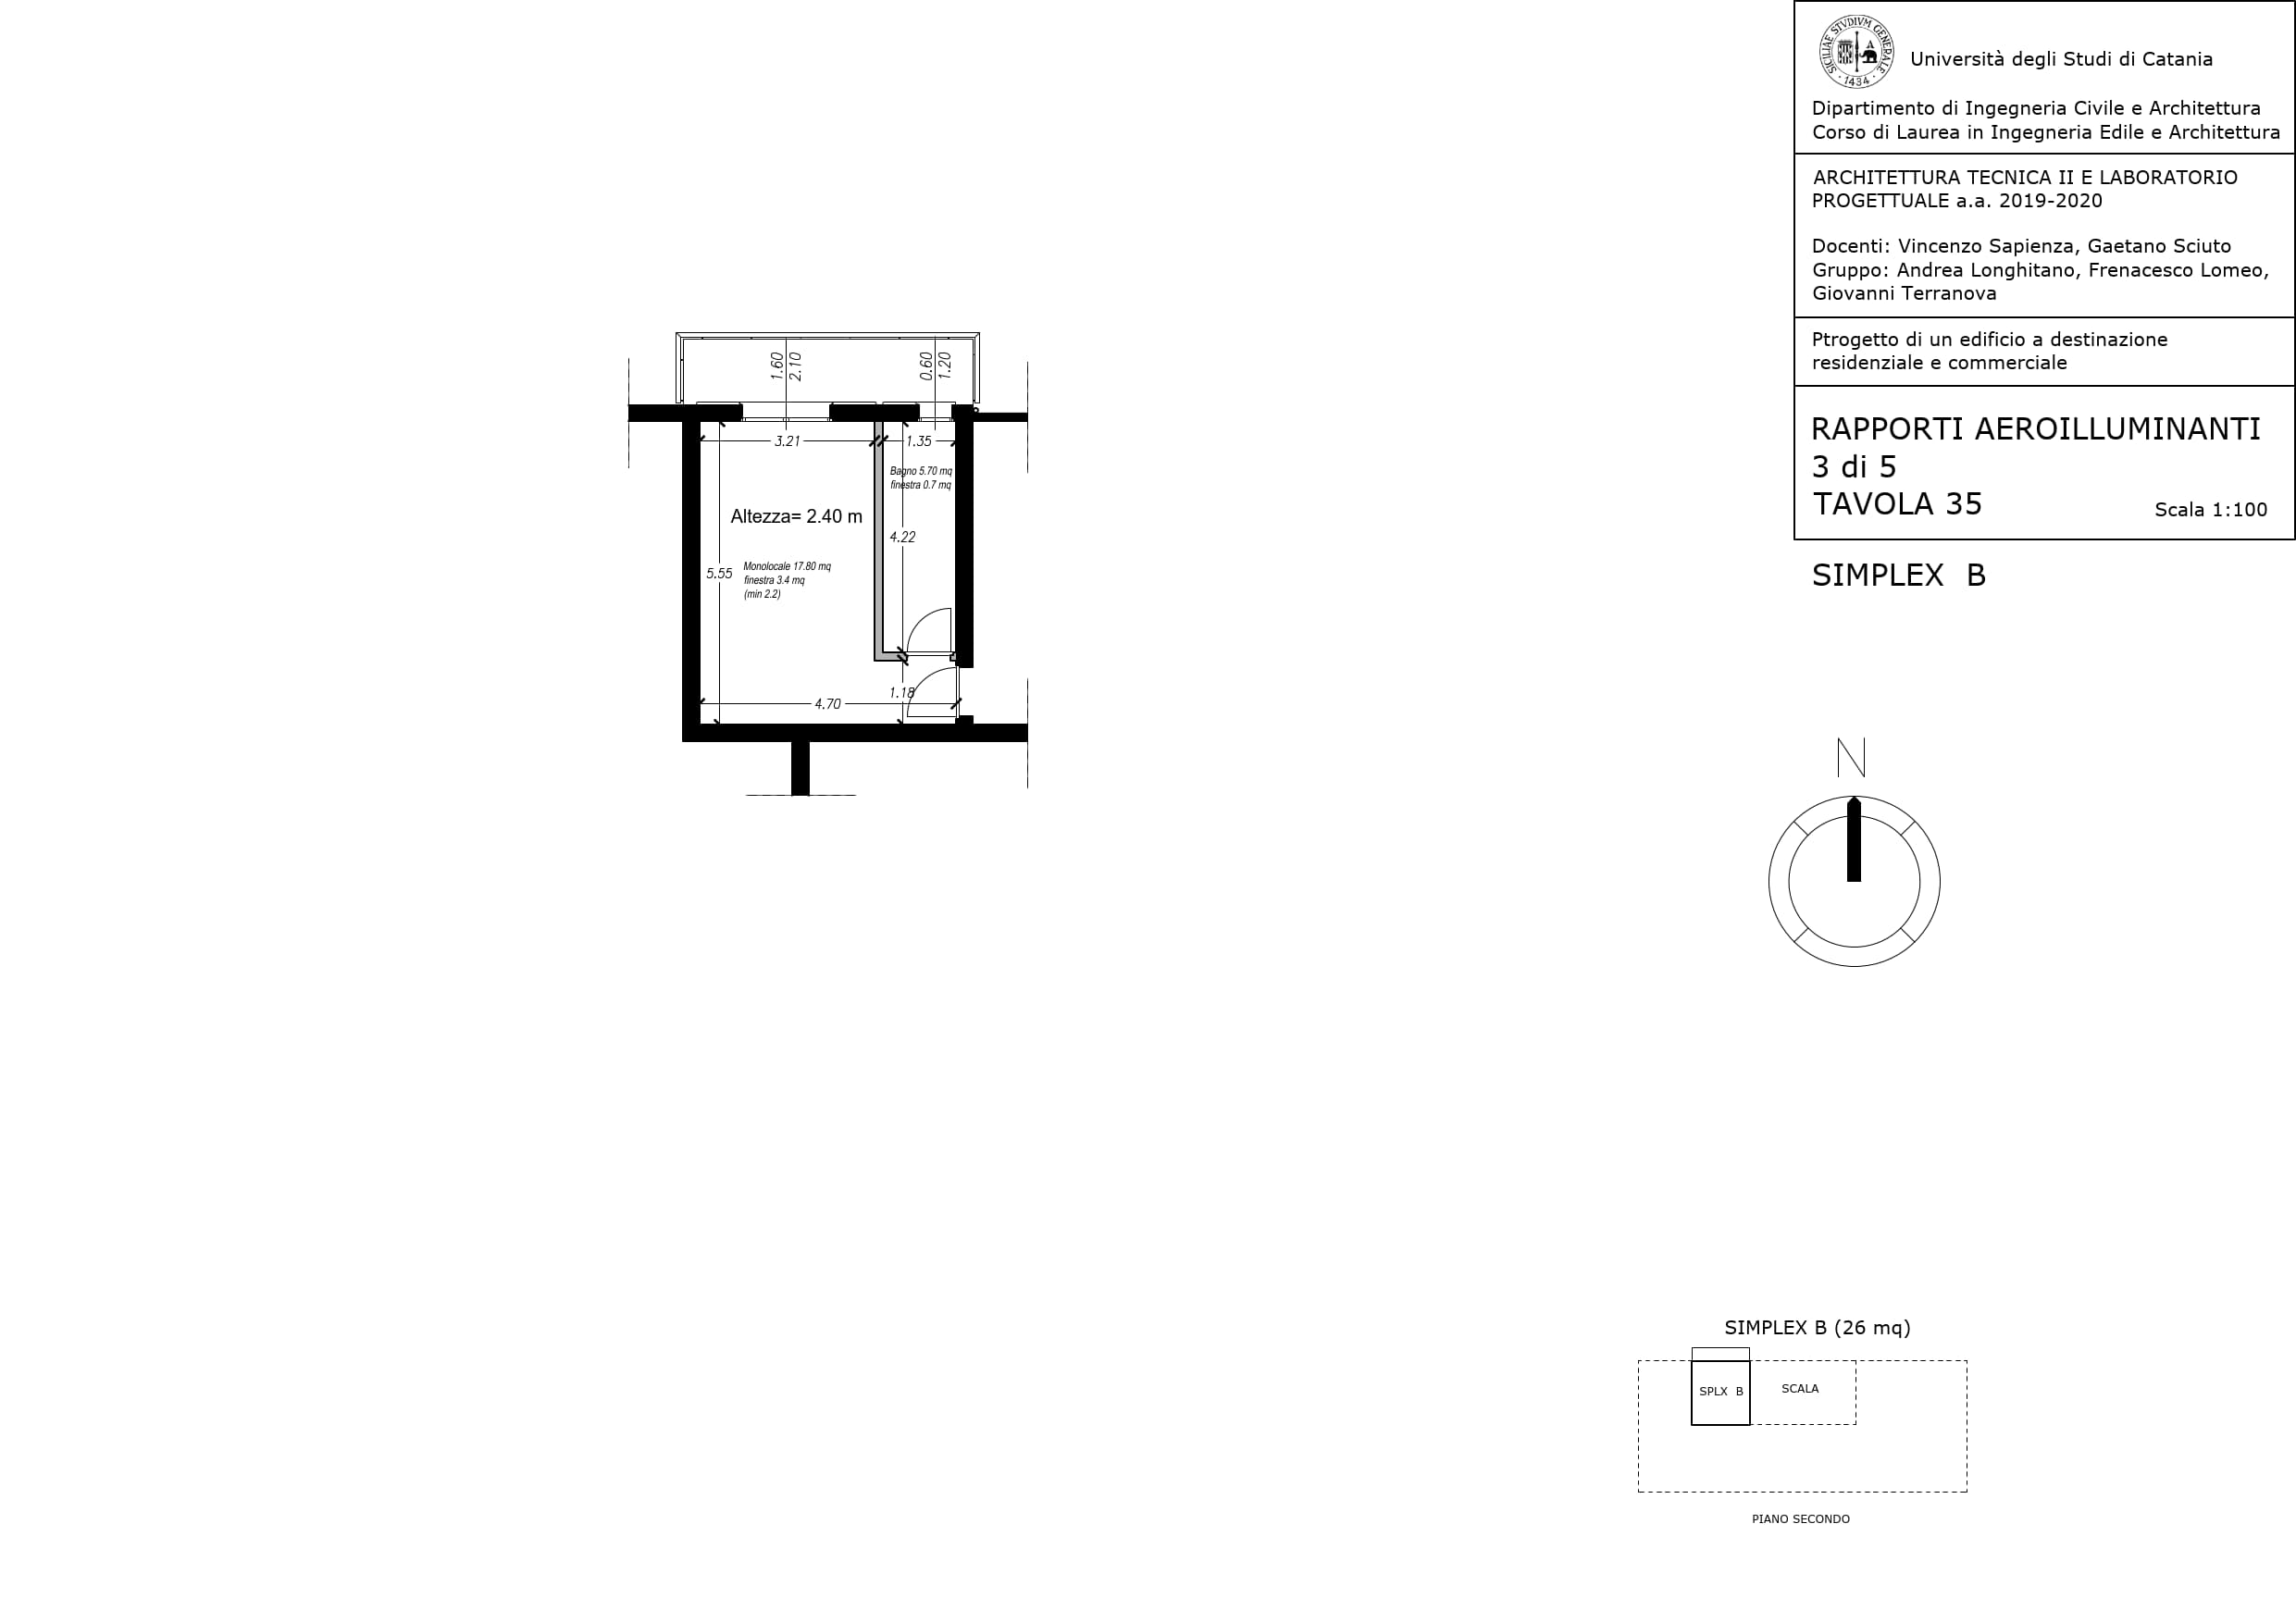 SICILIAE STVDIVM GENERALE
· 1434 ·
A
Università degli Studi di Catania
Dipartimento di Ingegneria Civile e Architettura
Corso di Laurea in Ingegneria Edile e Architettura
ARCHITETTURA TECNICA II E LABORATORIO
PROGETTUALE a.a. 2019-2020
Docenti: Vincenzo Sapienza, Gaetano Sciuto
Gruppo: Andrea Longhitano, Frenacesco Lomeo,
Giovanni Terranova
Ptrogetto di un edificio a destinazione
residenziale e commerciale
RAPPORTI AEROILLUMINANTI
3 di 5
TAVOLA 35
Scala 1:100
SIMPLEX B
1.60
2.10
0.60
1.20
3.21
1.35
Bagno 5.70 mq
finestra 0.7 mq
Altezza= 2.40 m
4.22
5.55
Monolocale 17.80 mq
finestra 3.4 mq
(min 2.2)
1.18
4.70
N
SIMPLEX B (26 mq)
SPLX B
SCALA
PIANO SECONDO